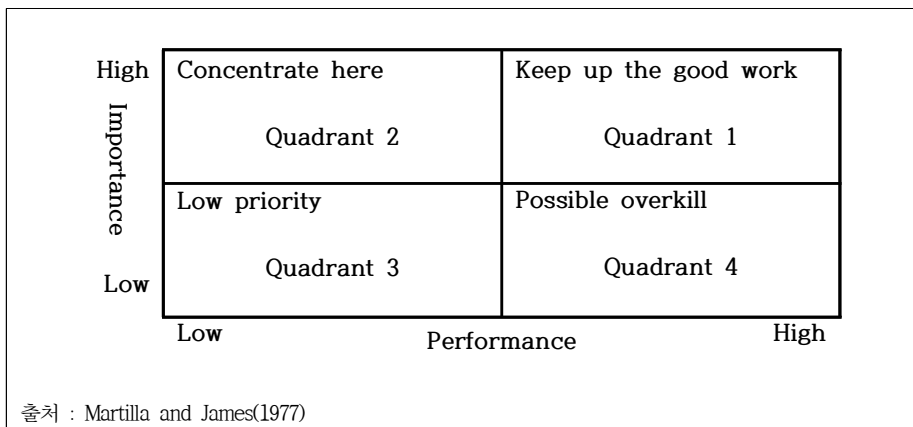 High
Concentrate here
Keep up the good work
Importance
Quadrant 2
Quadrant 1
Low priority
Possible overkill
Quadrant 3
Quadrant 4
Low
Low
Performance
High
출처 : Martilla and James(1977)